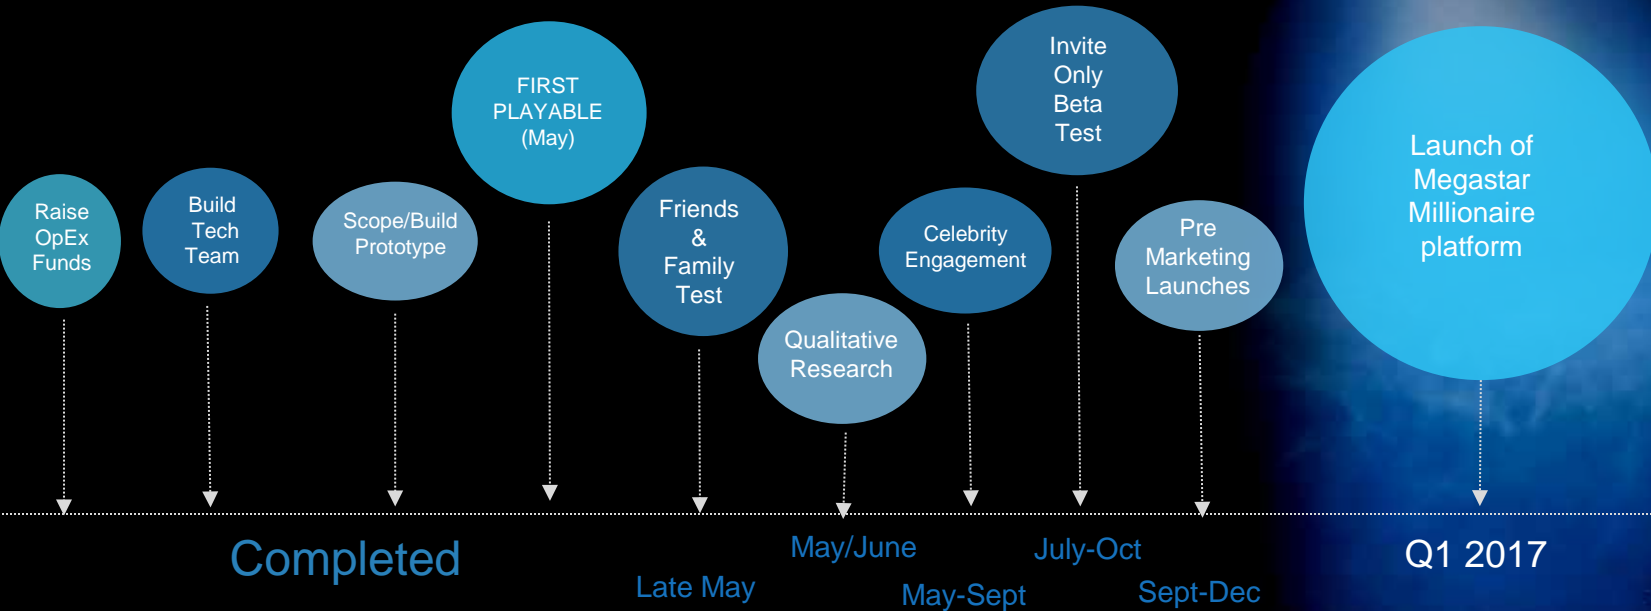 Raise
OpEx
Funds
Build
Tech
Team
Scope/Build
Prototype
FIRST
PLAYABLE
(May)
Friends
&
Family
Test
Qualitative
Research
Celebrity
Engagement
Invite
Only
Beta
Test
Pre
Marketing
Launches
Launch of
Megastar
Millionaire
platform
Completed
Late May
May/June
May-Sept
July-Oct
Sept-Dec
Q1 2017